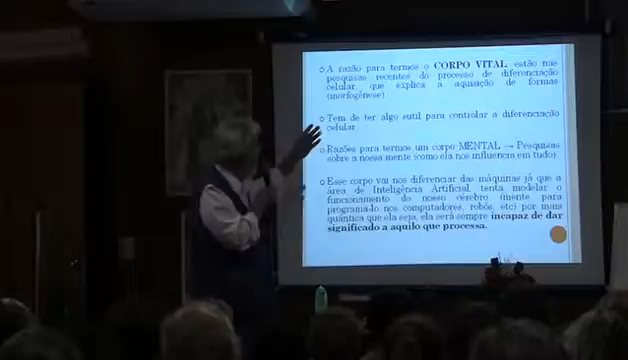 A razão para termos o CORPO VITAL estão nas
pesquisas recentes do processo de diferenciação
celular que explica a aquisição de formas
(morfogênese)
Tem de ter algo sutil para controlar a diferenciação
celular
Razões para termos um corpo MENTAL → Pesquisas
sobre a nossa mente (como ela nos influencia em tudo)
Esse corpo vai nos diferenciar das máquinas já que a
área de Inteligência Artificial, tenta modelar o
funcionamento do nosso cérebro (mente para
programa-lo nos computadores, robôs, etc) por mais
quântica que ela seja, ela será sempre incapaz de dar
significado a aquilo que processa.